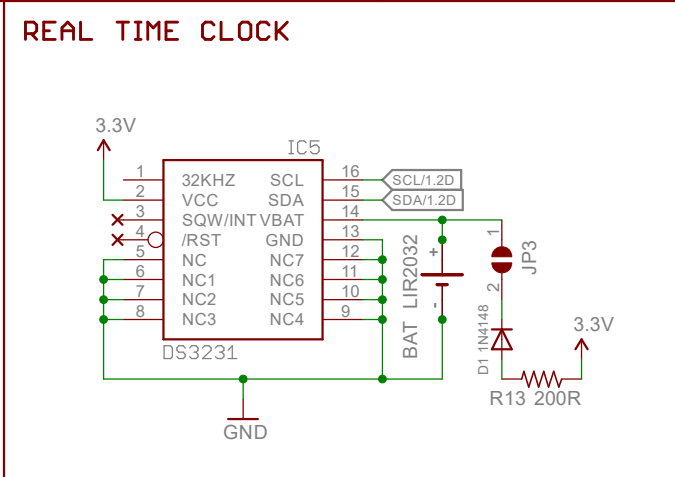 REAL TIME CLOCK
3.3V
IC5
1 32KHZ SCL 16 SCL/1.2D
2 VCC SDA 15 SDA/1.2D
3 SQW/INT VBAT 14
4 /RST GND 13
5 NC NC7 12
6 NC1 NC6 11
7 NC2 NC5 10
8 NC3 NC4 9
DS3231
+
-
BAT LIR2032
1
2
JP3
D1 1N4148
3.3V
R13 200R
GND